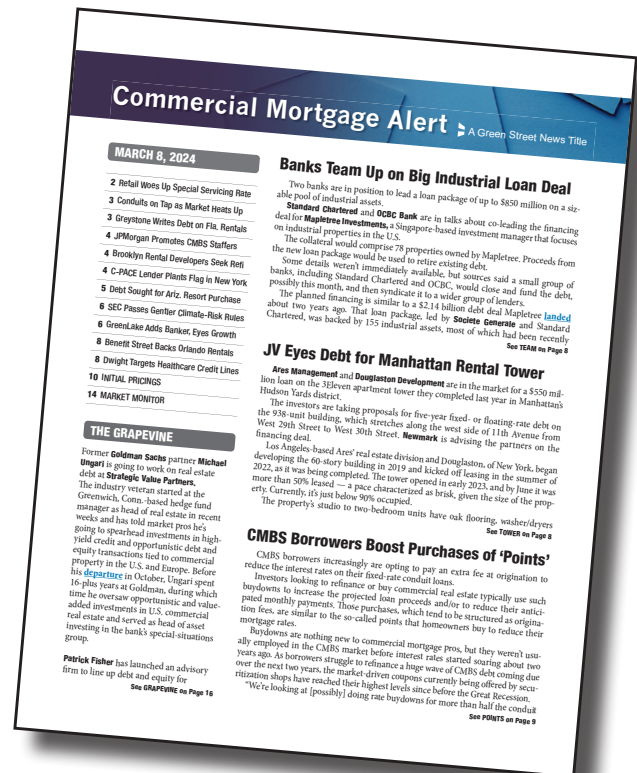 Commercial Mortgage Alert
A Green Street News Title
MARCH 8, 2024
2 Retail Woes Up Special Servicing Rate
3 Conduits on Tap as Market Heats Up
3 Greystone Writes Debt on Fla. Rentals
4 JPMorgan Promotes CMBS Staffers
4 Brooklyn Rental Developers Seek Refi
4 C-PACE Lender Plants Flag in New York
5 Debt Sought for Ariz. Resort Purchase
6 SEC Passes Gentler Climate-Risk Rules
6 GreenLake Adds Banker, Eyes Growth
8 Benefit Street Backs Orlando Rentals
8 Dwight Targets Healthcare Credit Lines
10 INITIAL PRICINGS
14 MARKET MONITOR
THE GRAPEVINE
Former Goldman Sachs partner Michael
Ungari is going to work on real estate
debt at Strategic Value Partners.
The industry veteran started at the
Greenwich, Conn.-based hedge fund
manager as head of real estate in recent
weeks and has told market pros he's
going to spearhead investments in high-
yield credit and opportunistic debt and
equity transactions tied to commercial
property in the U.S. and Europe. Before
his departure in October, Ungari spent
16-plus years at Goldman, during which
time he oversaw opportunistic and value-
added investments in U.S. commercial
real estate and served as head of asset
investing in the bank's special-situations
group.
Patrick Fisher has launched an advisory
firm to line up debt and equity for
See GRAPEVINE on Page 16
Banks Team Up on Big Industrial Loan Deal
Two banks are in position to lead a loan package of up to $850 million on a siz-
able pool of industrial assets.
Standard Chartered and OCBC Bank are in talks about co-leading the financing
deal for Mapletree Investments, a Singapore-based investment manager that focuses
on industrial properties in the U.S.
The collateral would comprise 78 properties owned by Mapletree. Proceeds from
the new loan package would be used to retire existing debt.
Some details weren't immediately available, but sources said a small group of
banks, including Standard Chartered and OCBC, would close and fund the debt,
possibly this month, and then syndicate it to a wider group of lenders.
The planned financing is similar to a $2.14 billion debt deal Mapletree landed
about two years ago. That loan package, led by Societe Generale and Standard
Chartered, was backed by 155 industrial assets, most of which had been recently
See TEAM on Page 8
JV Eyes Debt for Manhattan Rental Tower
Ares Management and Douglaston Development are in the market for a $550 mil-
lion loan on the 3Eleven apartment tower they completed last year in Manhattan's
Hudson Yards district.
The investors are taking proposals for five-year fixed- or floating-rate debt on
the 938-unit building, which stretches along the west side of 11th Avenue from
West 29th Street to West 30th Street. Newmark is advising the partners on the
financing deal.
Los Angeles-based Ares' real estate division and Douglaston, of New York, began
developing the 60-story building in 2019 and kicked off leasing in the summer of
2022, as it was being completed. The tower opened in early 2023, and by June it was
more than 50% leased — a pace characterized as brisk, given the size of the prop-
erty. Currently, it's just below 90% occupied.
The property's studio to two-bedroom units have oak flooring, washer/dryers
See TOWER on Page 8
CMBS Borrowers Boost Purchases of 'Points'
CMBS borrowers increasingly are opting to pay an extra fee at origination to
reduce the interest rates on their fixed-rate conduit loans.
Investors looking to refinance or buy commercial real estate typically use such
buydowns to increase the projected loan proceeds and/or to reduce their antici-
pated monthly payments. Those purchases, which tend to be structured as origina-
tion fees, are similar to the so-called points that homeowners buy to reduce their
mortgage rates.
Buydowns are nothing new to commercial mortgage pros, but they weren't usu-
ally employed in the CMBS market before interest rates started soaring about two
years ago. As borrowers struggle to refinance a huge wave of CMBS debt coming due
over the next two years, the market-driven coupons currently being offered by secu-
ritization shops have reached their highest levels since before the Great Recession.
"We're looking at [possibly] doing rate buydowns for more than half the conduit
See POINTS on Page 9